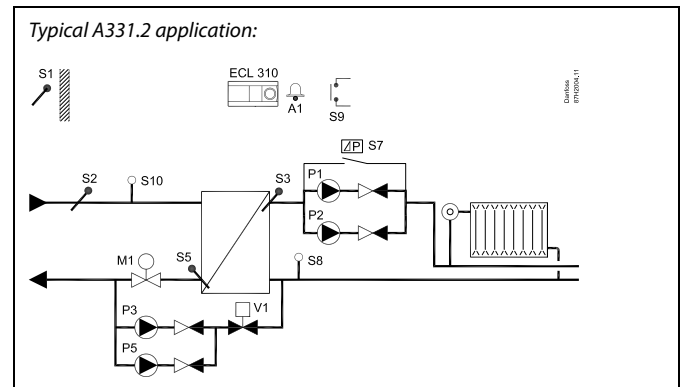 Typical A331.2 application:
S1
ECL 310
A1
S9
Danfoss
87H2004.11
P S7
S2
S10
S3
P1
P2
M1
S5
S8
P3
V1
P5